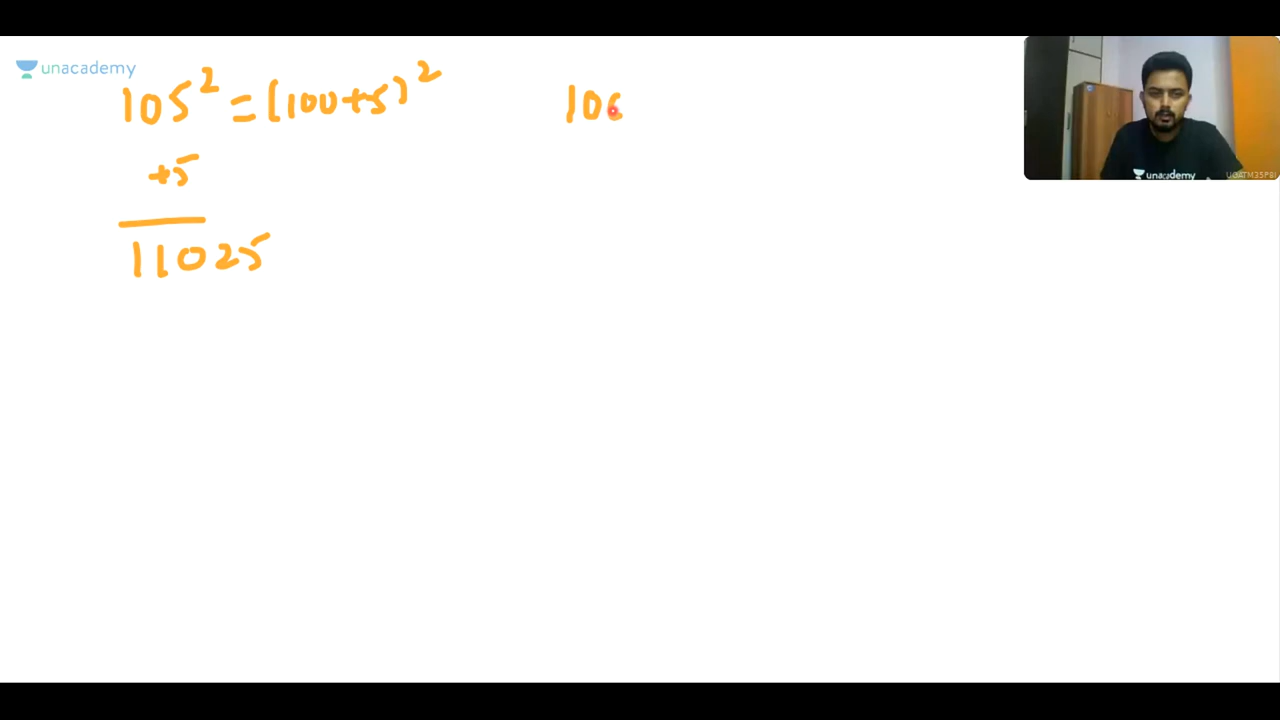 unacademy
105² = (100+5)²
106
+5
11025
unacademy